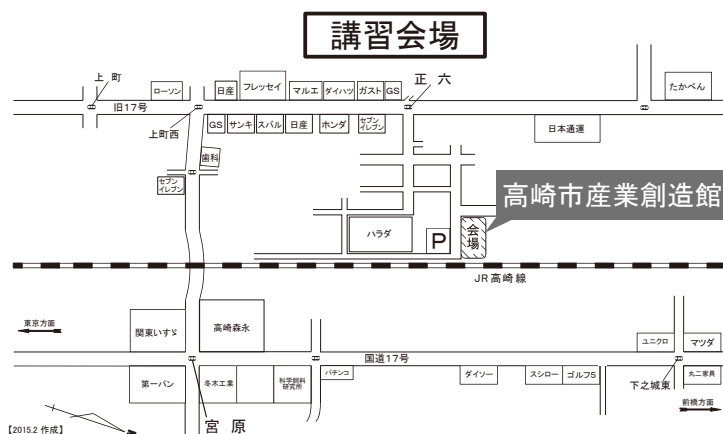 講習会場
上 町
ローソン
日産
フレッセイ
マルエ
ダイハツ
ガスト
GS
正 六
たかべん
旧17号
上町西
GS
サンキ
スバル
日産
ホンダ
セブン
イレブン
日本通運
歯科
セブン
イレブン
高崎市産業創造館
ハラダ
P
会場
JR高崎線
東京方面
関東いすゞ
高崎森永
ユニクロ
マツダ
国道17号
第一パン
冬木工業
科学飼料
研究所
パチンコ
ダイソー
スシロー
ゴルフ5
下之城東
丸二家具
宮 原
前橋方面
【2015.2 作成】